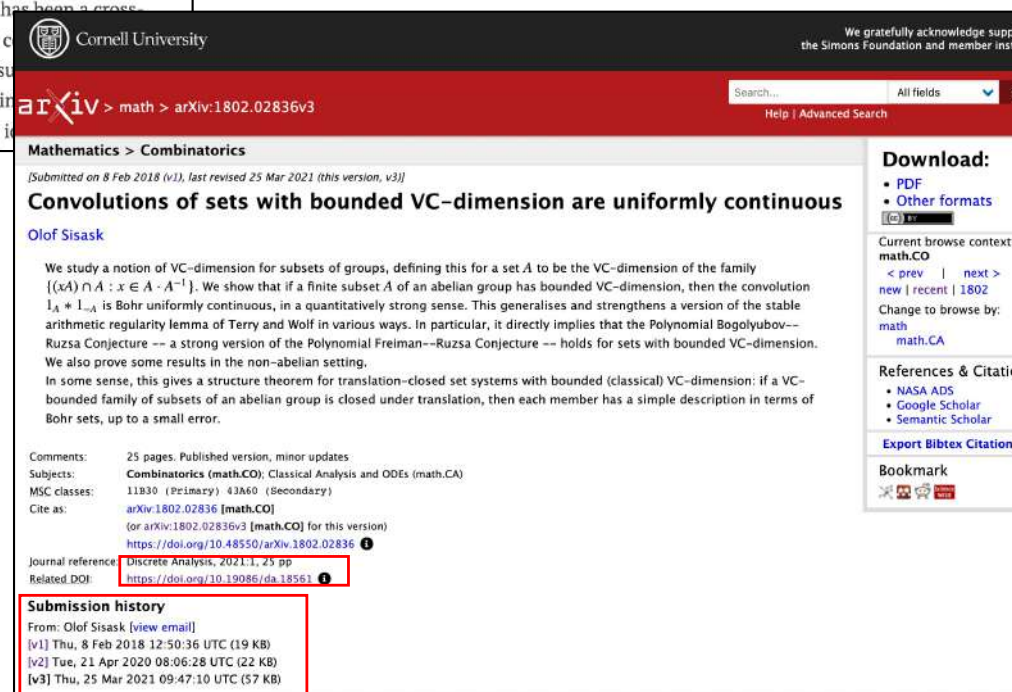 has been a cross-
Cornell University
We gratefully acknowledge supp
the Simons Foundation and member inst
arXiv > math > arXiv:1802.02836v3
Search...
All fields
Help | Advanced Search
Mathematics > Combinatorics
[Submitted on 8 Feb 2018 (v1), last revised 25 Mar 2021 (this version, v3)]
Convolutions of sets with bounded VC-dimension are uniformly continuous
Olof Sisask
We study a notion of VC-dimension for subsets of groups, defining this for a set A to be the VC-dimension of the family
{(xA) ∩ A : x ∈ A · A⁻¹}. We show that if a finite subset A of an abelian group has bounded VC-dimension, then the convolution
1_A * 1_{-A} is Bohr uniformly continuous, in a quantitatively strong sense. This generalises and strengthens a version of the stable
arithmetic regularity lemma of Terry and Wolf in various ways. In particular, it directly implies that the Polynomial Bogolyubov--
Ruzsa Conjecture -- a strong version of the Polynomial Freiman--Ruzsa Conjecture -- holds for sets with bounded VC-dimension.
We also prove some results in the non-abelian setting.
In some sense, this gives a structure theorem for translation-closed set systems with bounded (classical) VC-dimension: if a VC-
bounded family of subsets of an abelian group is closed under translation, then each member has a simple description in terms of
Bohr sets, up to a small error.
Comments: 25 pages. Published version, minor updates
Subjects: Combinatorics (math.CO); Classical Analysis and ODEs (math.CA)
MSC classes: 11B30 (Primary) 43A60 (Secondary)
Cite as: arXiv:1802.02836 [math.CO]
(or arXiv:1802.02836v3 [math.CO] for this version)
https://doi.org/10.48550/arXiv.1802.02836
Journal reference: Discrete Analysis, 2021:1, 25 pp
Related DOI: https://doi.org/10.19086/da.18561
Submission history
From: Olof Sisask [view email]
[v1] Thu, 8 Feb 2018 12:50:36 UTC (19 KB)
[v2] Tue, 21 Apr 2020 08:06:28 UTC (22 KB)
[v3] Thu, 25 Mar 2021 09:47:10 UTC (57 KB)
Download:
• PDF
• Other formats
(cc) BY
Current browse context:
math.CO
< prev | next >
new | recent | 1802
Change to browse by:
math
math.CA
References & Citati
• NASA ADS
• Google Scholar
• Semantic Scholar
Export Bibtex Citation
Bookmark